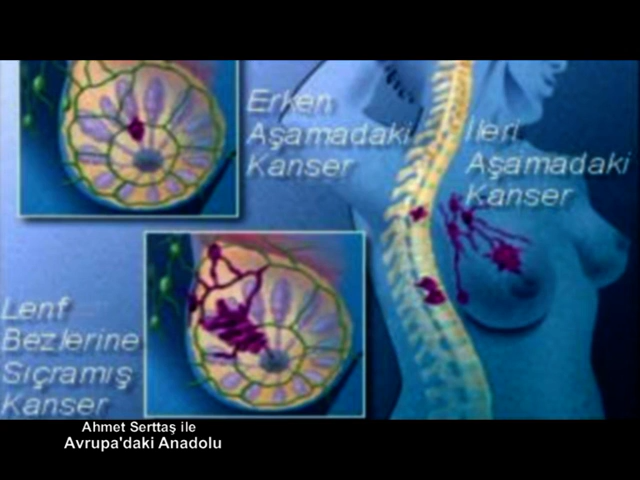 Erken
Aşamadaki
Kanser
İleri
Aşamadaki
Kanser
Lenf
Bezlerine
Sıçramış
Kanser
Ahmet Serttaş ile
Avrupa'daki Anadolu